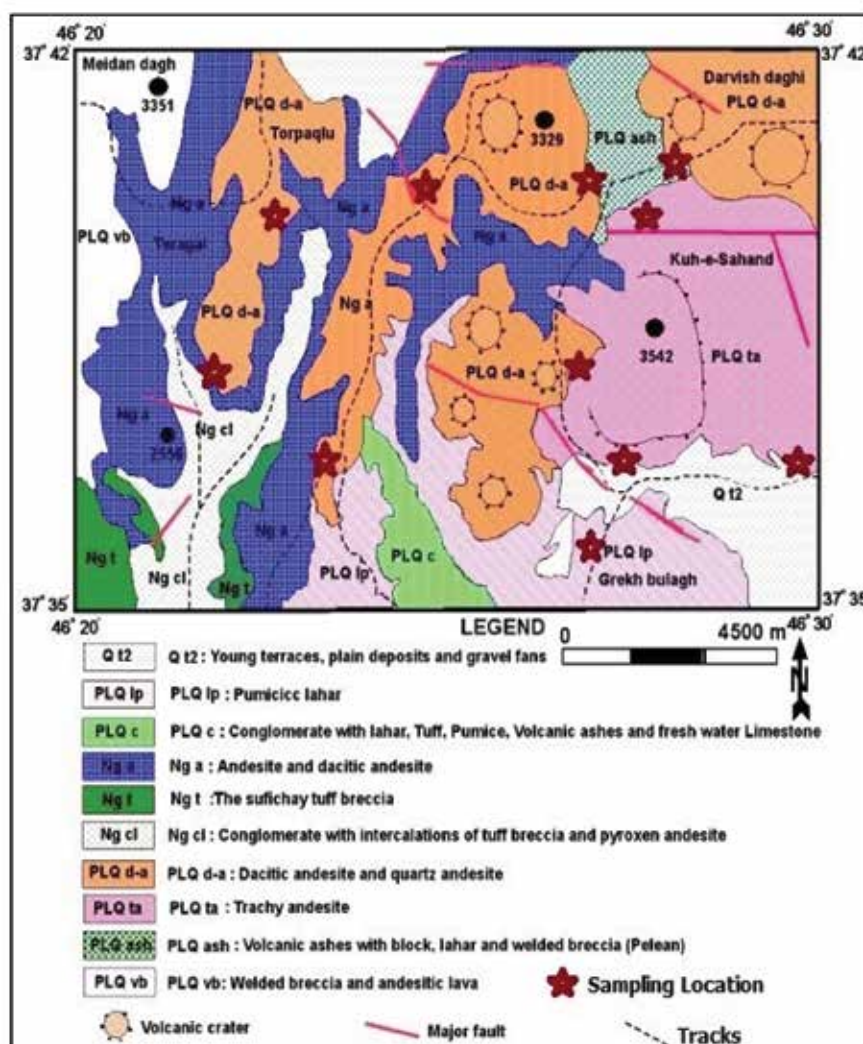 46° 20' 46° 30'
37° 42' 37° 42'
Meidan dagh
3351
PLQ d-a
Torpaqlu
3329
PLQ ash
Darvish daghi
PLQ d-a
PLQ d-a
Ng a
Ng a
PLQ vb
Ng a
Kuh-e-Sahand
PLQ d-a
Ng a
3542
PLQ ta
PLQ d-a
Ng a
Ng cl
Q t2
Ng a
Ng t
PLQ c
PLQ lp
Ng cl
Ng t
PLQ lp
Grekh bulagh
37° 35' 37° 35'
46° 20' 46° 30'
LEGEND
0 4500 m
N
Q t2 Q t2 : Young terraces, plain deposits and gravel fans
PLQ lp PLQ lp : Pumicicc lahar
PLQ c PLQ c : Conglomerate with lahar, Tuff, Pumice, Volcanic ashes and fresh water Limestone
Ng a Ng a : Andesite and dacitic andesite
Ng t Ng t :The sufichay tuff breccia
Ng cl Ng cl : Conglomerate with intercalations of tuff breccia and pyroxen andesite
PLQ d-a PLQ d-a : Dacitic andesite and quartz andesite
PLQ ta PLQ ta : Trachy andesite
PLQ ash PLQ ash : Volcanic ashes with block, lahar and welded breccia (Pelean)
PLQ vb PLQ vb: Welded breccia and andesitic lava
Sampling Location
Volcanic crater Major fault Tracks